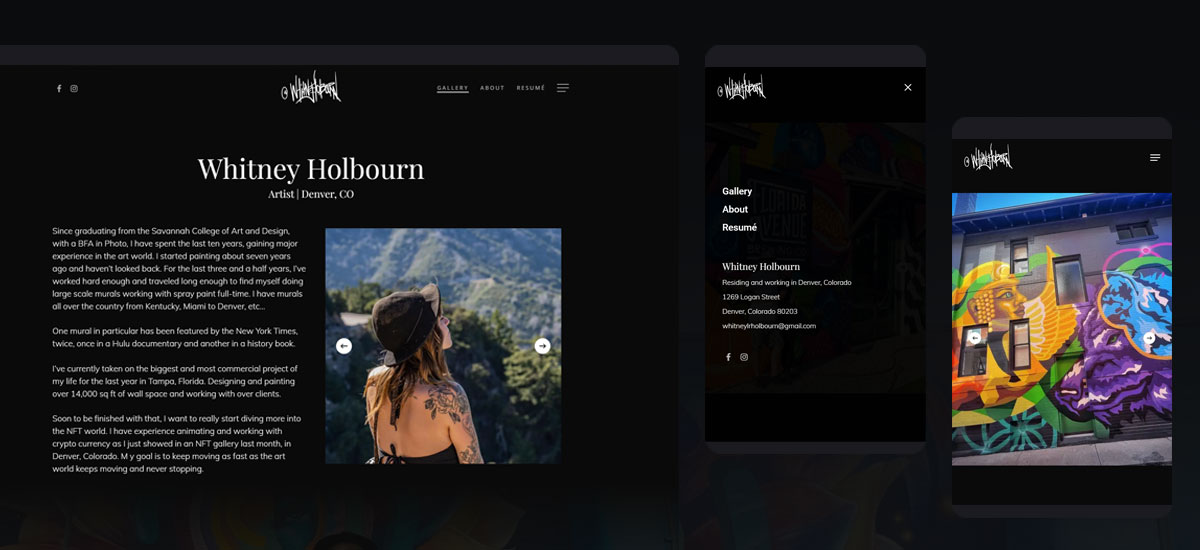 @ Whitney Holbourn
GALLERY ABOUT RESUMÉ
Whitney Holbourn
Artist | Denver, CO
Since graduating from the Savannah College of Art and Design,
with a BFA in Photo, I have spent the last ten years, gaining major
experience in the art world. I started painting about seven years
ago and haven't looked back. For the last three and a half years, I've
worked hard enough and traveled long enough to find myself doing
large scale murals working with spray paint full-time. I have murals
all over the country from Kentucky, Miami to Denver, etc...
One mural in particular has been featured by the New York Times,
twice, once in a Hulu documentary and another in a history book.
I've currently taken on the biggest and most commercial project of
my life for the last year in Tampa, Florida. Designing and painting
over 14,000 sq ft of wall space and working with over clients.
Soon to be finished with that, I want to really start diving more into
the NFT world. I have experience animating and working with
crypto currency as I just showed in an NFT gallery last month, in
Denver, Colorado. M y goal is to keep moving as fast as the art
world keeps moving and never stopping.
@ Whitney Holbourn
Gallery
About
Resumé
FLORIDA
AVENUE
Whitney Holbourn
Residing and working in Denver, Colorado
1269 Logan Street
Denver, Colorado 80203
whitneylrholbourn@gmail.com
@ Whitney Holbourn